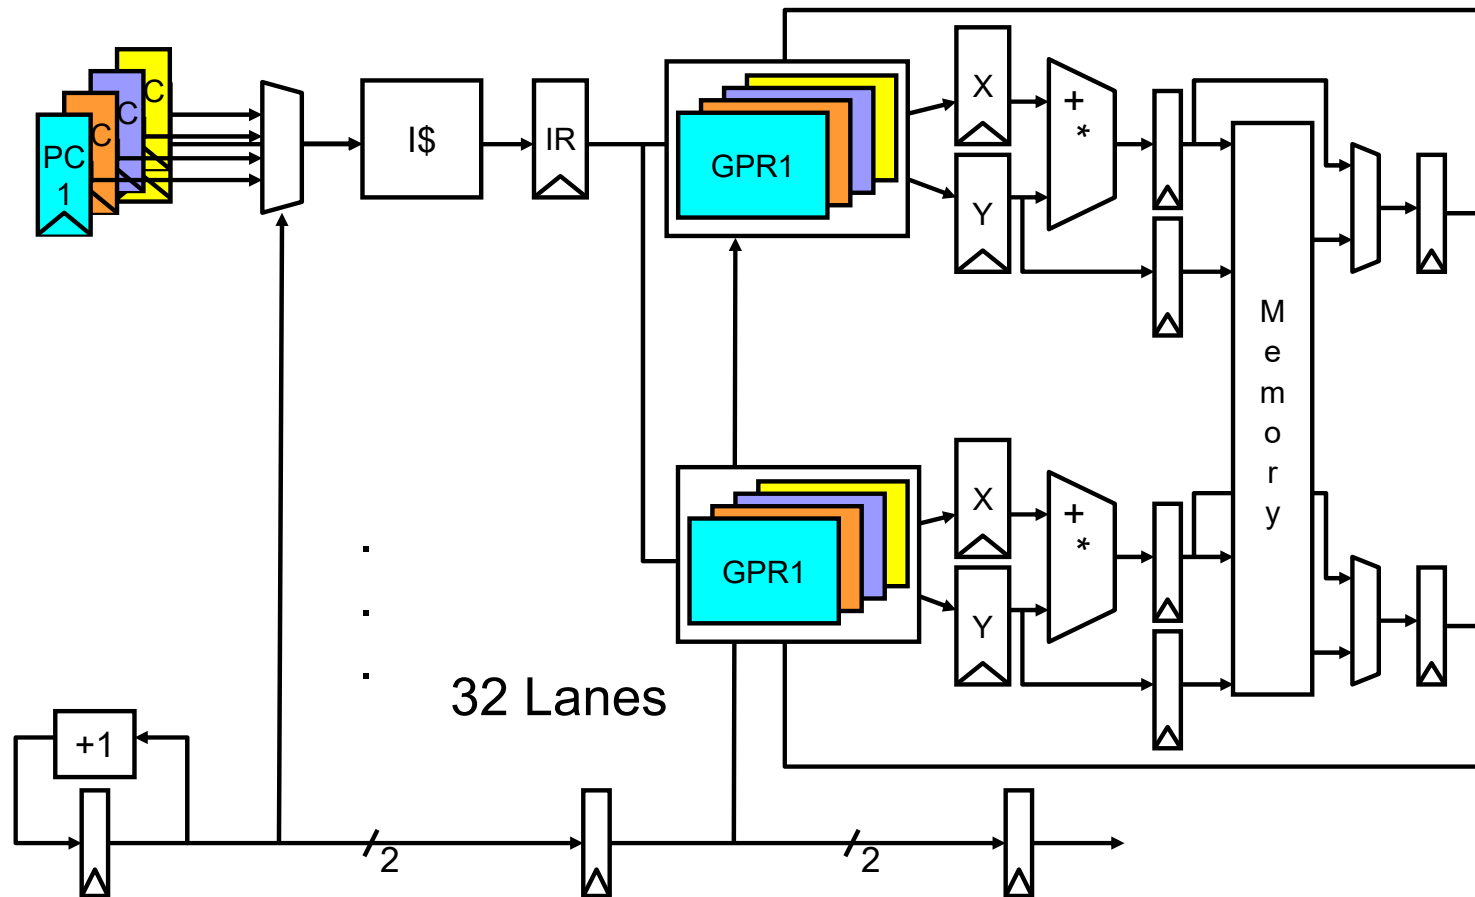 C
C
C
PC
1
I$
IR
GPR1
X
Y
+
*
M
e
m
o
r
y
GPR1
X
Y
+
*
.
.
.
32 Lanes
+1
2
2